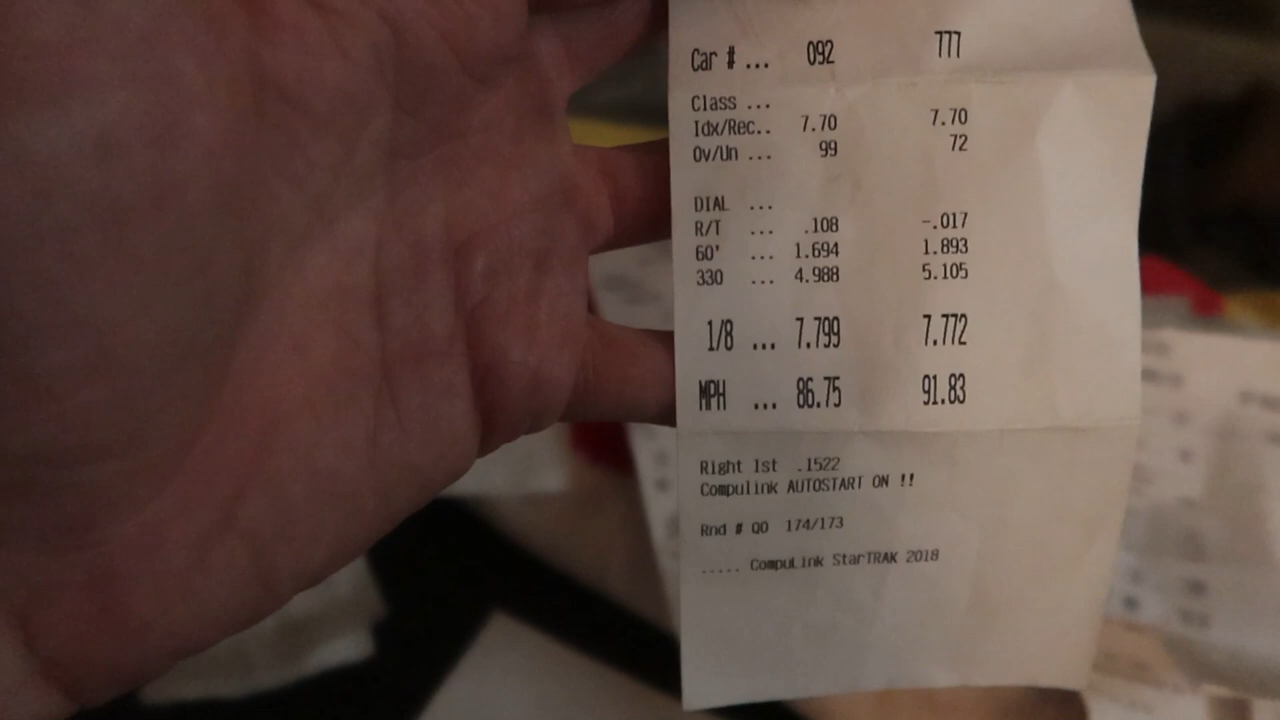 Car # ... 092 777
Class ...
Idx/Rec.. 7.70 7.70
Ov/Un ... 99 72
DIAL ...
R/T ... .108 -.017
60' ... 1.694 1.893
330 ... 4.988 5.105
1/8 ... 7.799 7.772
MPH ... 86.75 91.83
Right 1st .1522
Compulink AUTOSTART ON !!
Rnd # Q0 174/173
..... CompuLink StarTRAK 2018